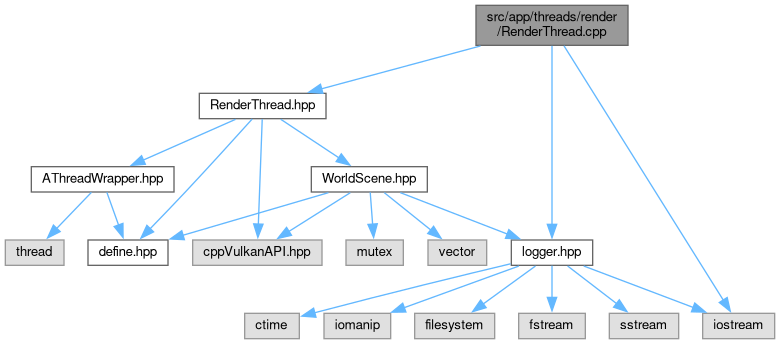 src/app/threads/render
/RenderThread.cpp
RenderThread.hpp
AThreadWrapper.hpp
WorldScene.hpp
thread
define.hpp
cppVulkanAPI.hpp
mutex
vector
logger.hpp
ctime
iomanip
filesystem
fstream
sstream
iostream